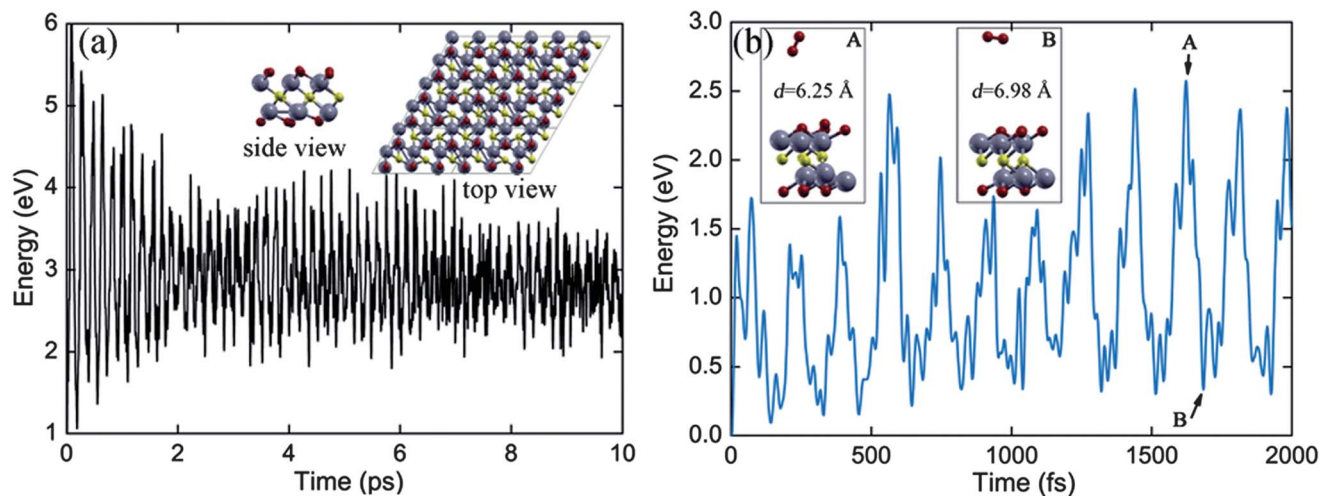 (a)
6
5
4
3
2
1
Energy (eV)
side view
top view
0 2 4 6 8 10
Time (ps)
(b)
3.0
2.5
2.0
1.5
1.0
0.5
0.0
Energy (eV)
A
d=6.25 Å
B
d=6.98 Å
A
B
0 500 1000 1500 2000
Time (fs)